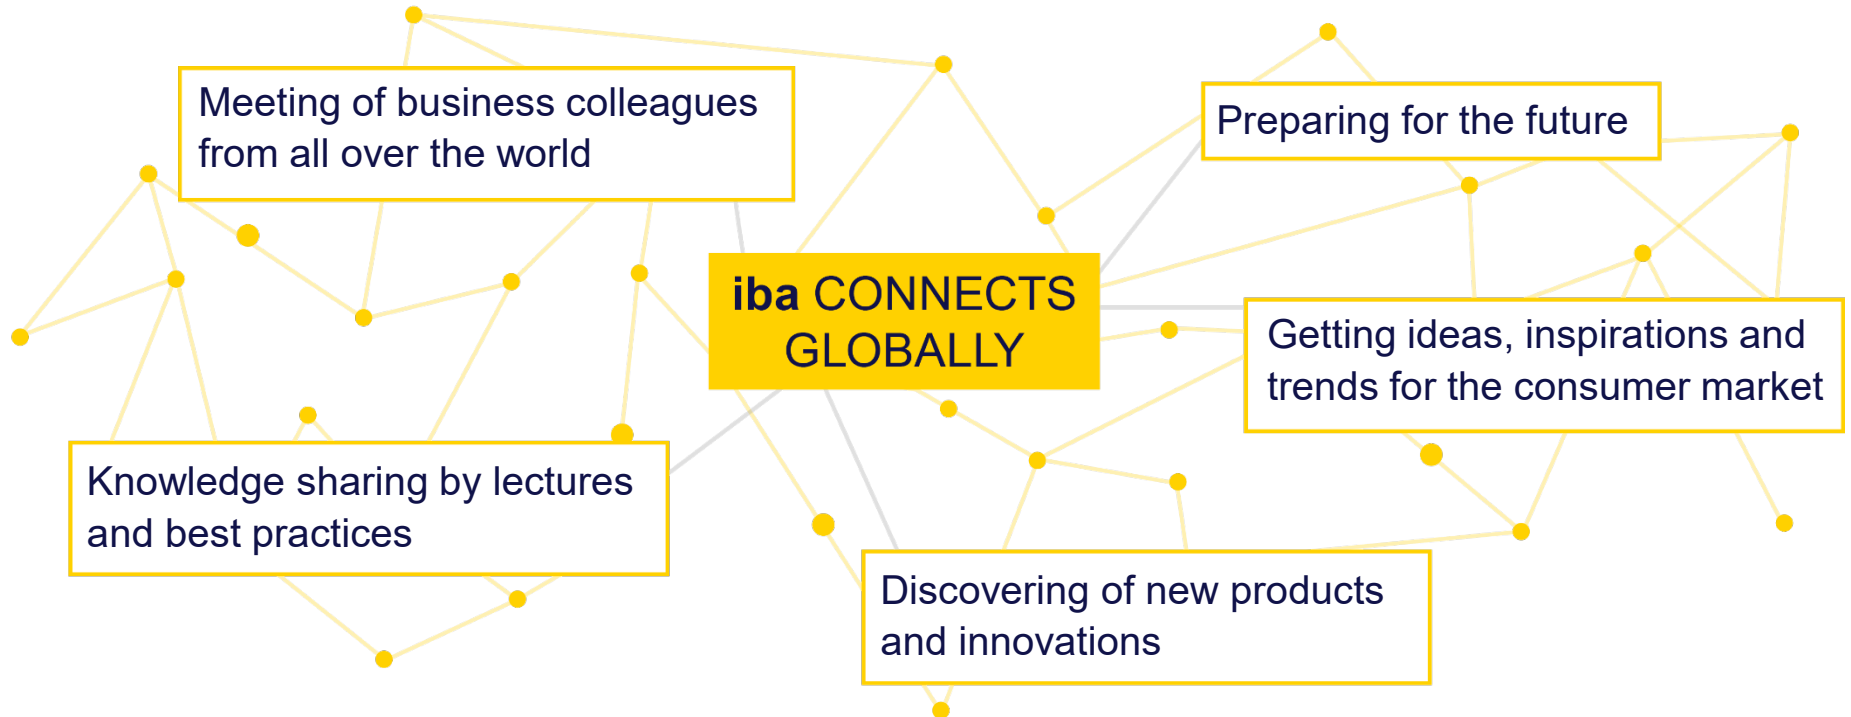 Meeting of business colleagues
from all over the world
Preparing for the future
iba CONNECTS
GLOBALLY
Getting ideas, inspirations and
trends for the consumer market
Knowledge sharing by lectures
and best practices
Discovering of new products
and innovations